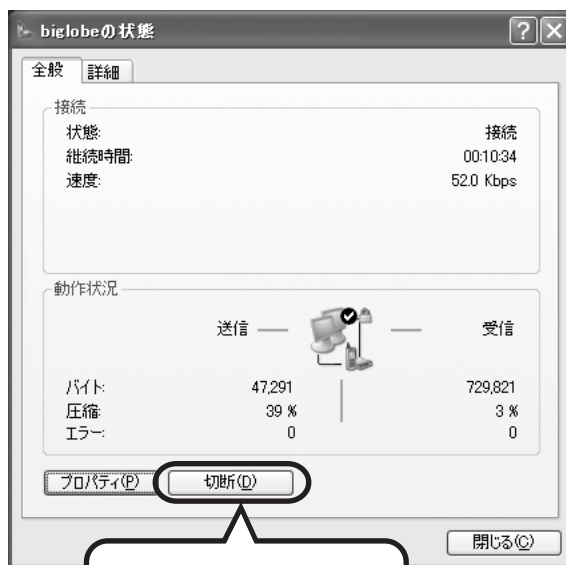 biglobeの状態
全般 詳細
接続
状態: 接続
継続時間: 00:10:34
速度: 52.0 Kbps
動作状況
送信 受信
バイト: 47,291 729,821
圧縮: 39 % 3 %
エラー: 0 0
プロパティ(P) 切断(D)
閉じる(C)